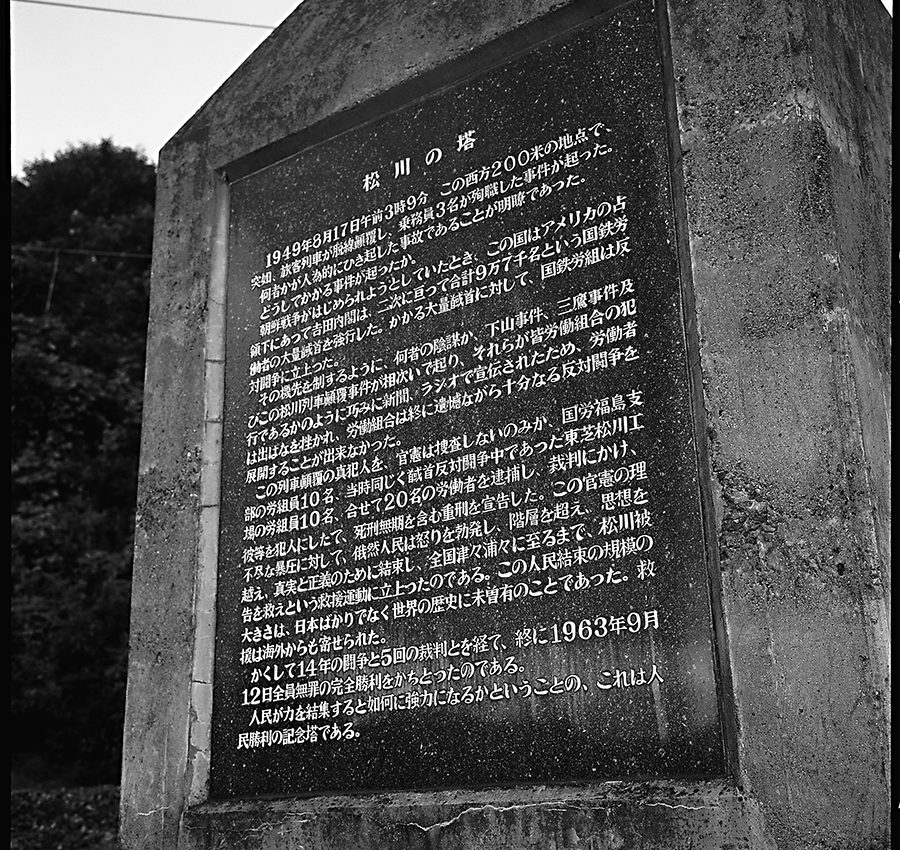 松川の塔
1949年8月17日午前3時9分 この西方200米の地点で、
突如、旅客列車が脱線顛覆し、乗務員3名が殉職した事件が起った。
何者かが人為的にひき起した事故であることが明瞭であった。
どうしてかかる事件が起ったか。
朝鮮戦争がはじめられようとしていたとき、この国はアメリカの占
領下にあって吉田内閣は、二次に亘って合計9万7千名という国鉄労
働者の大量馘首を強行した。かかる大量馘首に対して、国鉄労組は反
対闘争に立上った。
その機先を制するように、何者の陰謀か、下山事件、三鷹事件及
びこの松川列車顛覆事件が相次いで起り、それらが皆労働組合の犯
行であるかのように巧みに新聞、ラジオで宣伝されたため、労働者
は出はなを挫かれ、労働組合は終に遺憾ながら十分なる反対闘争を
展開することが出来なかった。
この列車顛覆の真犯人を、官憲は捜査しないのみか、国労福島支
部の労組員10名、当時同じく馘首反対闘争中であった東芝松川工
場の労組員10名、合せて20名の労働者を逮捕し、裁判にかけ、
彼等を犯人にしたて、死刑無期を含む重刑を宣告した。この官憲の理
不尽な暴圧に対して、俄然人民は怒りを勃発し、階層を超え、思想を
越え、真実と正義のために結束し、全国津々浦々に至るまで、松川被
告を救えという救援運動に立上ったのである。この人民結束の規模の
大きさは、日本ばかりでなく世界の歴史に未曽有のことであった。救
援は海外からも寄せられた。
かくして14年の闘争と5回の裁判とを経て、終に1963年9月
12日全員無罪の完全勝利をかちとったのである。
人民が力を結集すると如何に強力になるかということの、これは人
民勝利の記念塔である。